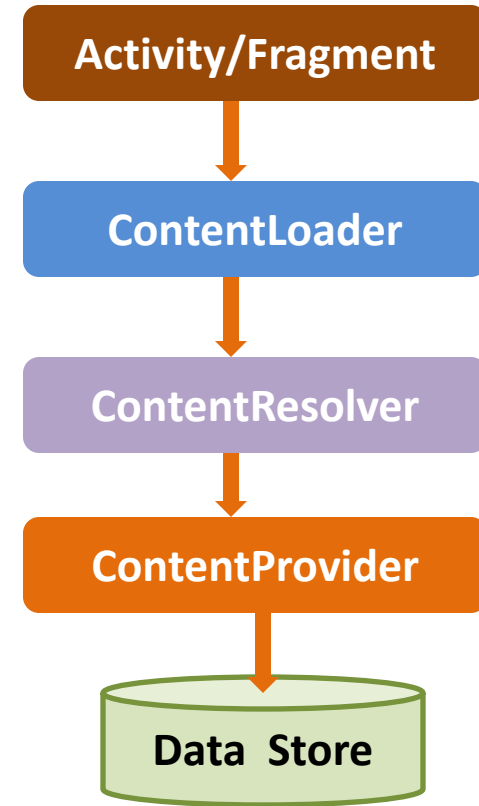 Activity/Fragment
ContentLoader
ContentResolver
ContentProvider
Data Store